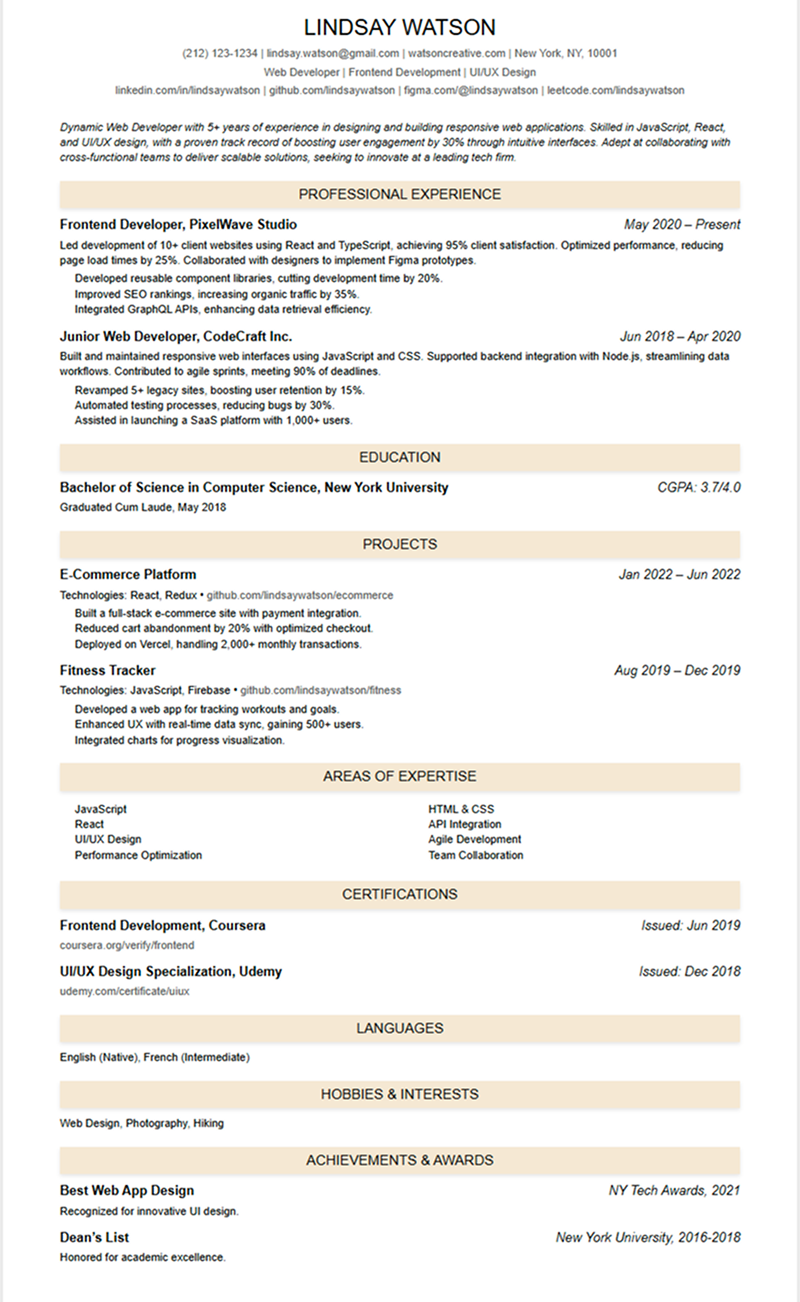 LINDSAY WATSON
(212) 123-1234 | lindsay.watson@gmail.com | watsoncreative.com | New York, NY, 10001
Web Developer | Frontend Development | UI/UX Design
linkedin.com/in/lindsaywatson | github.com/lindsaywatson | figma.com/@lindsaywatson | leetcode.com/lindsaywatson
Dynamic Web Developer with 5+ years of experience in designing and building responsive web applications. Skilled in JavaScript, React,
and UI/UX design, with a proven track record of boosting user engagement by 30% through intuitive interfaces. Adept at collaborating with
cross-functional teams to deliver scalable solutions, seeking to innovate at a leading tech firm.
PROFESSIONAL EXPERIENCE
Frontend Developer, PixelWave Studio May 2020 – Present
Led development of 10+ client websites using React and TypeScript, achieving 95% client satisfaction. Optimized performance, reducing
page load times by 25%. Collaborated with designers to implement Figma prototypes.
Developed reusable component libraries, cutting development time by 20%.
Improved SEO rankings, increasing organic traffic by 35%.
Integrated GraphQL APIs, enhancing data retrieval efficiency.
Junior Web Developer, CodeCraft Inc. Jun 2018 – Apr 2020
Built and maintained responsive web interfaces using JavaScript and CSS. Supported backend integration with Node.js, streamlining data
workflows. Contributed to agile sprints, meeting 90% of deadlines.
Revamped 5+ legacy sites, boosting user retention by 15%.
Automated testing processes, reducing bugs by 30%.
Assisted in launching a SaaS platform with 1,000+ users.
EDUCATION
Bachelor of Science in Computer Science, New York University CGPA: 3.7/4.0
Graduated Cum Laude, May 2018
PROJECTS
E-Commerce Platform Jan 2022 – Jun 2022
Technologies: React, Redux • github.com/lindsaywatson/ecommerce
Built a full-stack e-commerce site with payment integration.
Reduced cart abandonment by 20% with optimized checkout.
Deployed on Vercel, handling 2,000+ monthly transactions.
Fitness Tracker Aug 2019 – Dec 2019
Technologies: JavaScript, Firebase • github.com/lindsaywatson/fitness
Developed a web app for tracking workouts and goals.
Enhanced UX with real-time data sync, gaining 500+ users.
Integrated charts for progress visualization.
AREAS OF EXPERTISE
JavaScript HTML & CSS
React API Integration
UI/UX Design Agile Development
Performance Optimization Team Collaboration
CERTIFICATIONS
Frontend Development, Coursera Issued: Jun 2019
coursera.org/verify/frontend
UI/UX Design Specialization, Udemy Issued: Dec 2018
udemy.com/certificate/uiux
LANGUAGES
English (Native), French (Intermediate)
HOBBIES & INTERESTS
Web Design, Photography, Hiking
ACHIEVEMENTS & AWARDS
Best Web App Design NY Tech Awards, 2021
Recognized for innovative UI design.
Dean’s List New York University, 2016-2018
Honored for academic excellence.